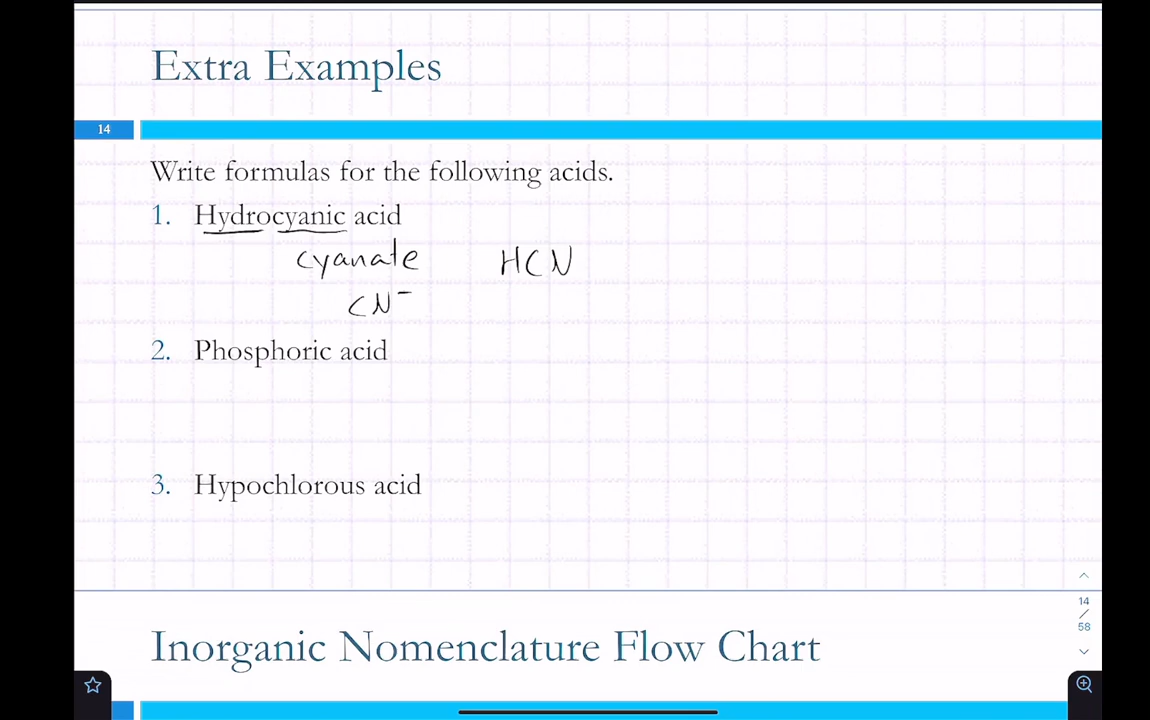 Extra Examples
14
Write formulas for the following acids.
1. Hydrocyanic acid
cyanate HCN
CN⁻
2. Phosphoric acid
3. Hypochlorous acid
14
/
58
Inorganic Nomenclature Flow Chart